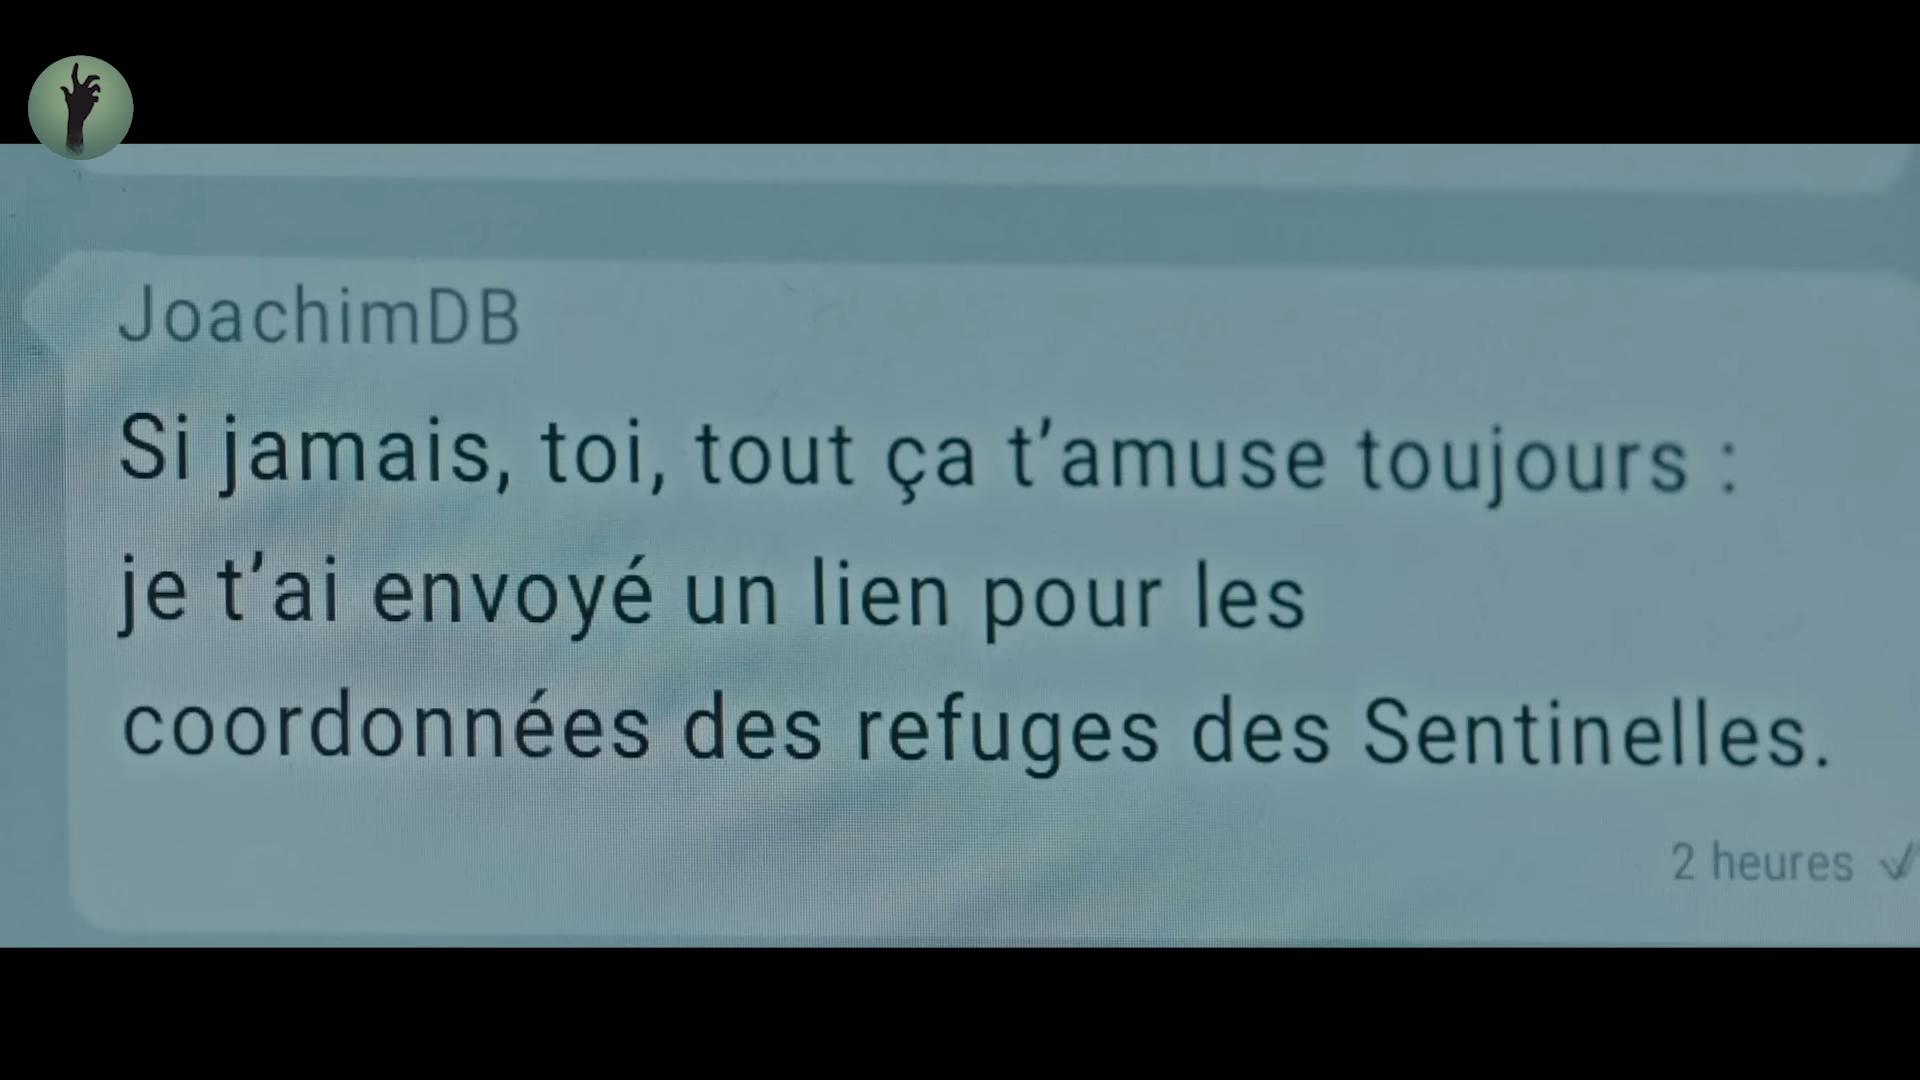 JoachimDB
Si jamais, toi, tout ça t’amuse toujours :
je t’ai envoyé un lien pour les
coordonnées des refuges des Sentinelles.
2 heures